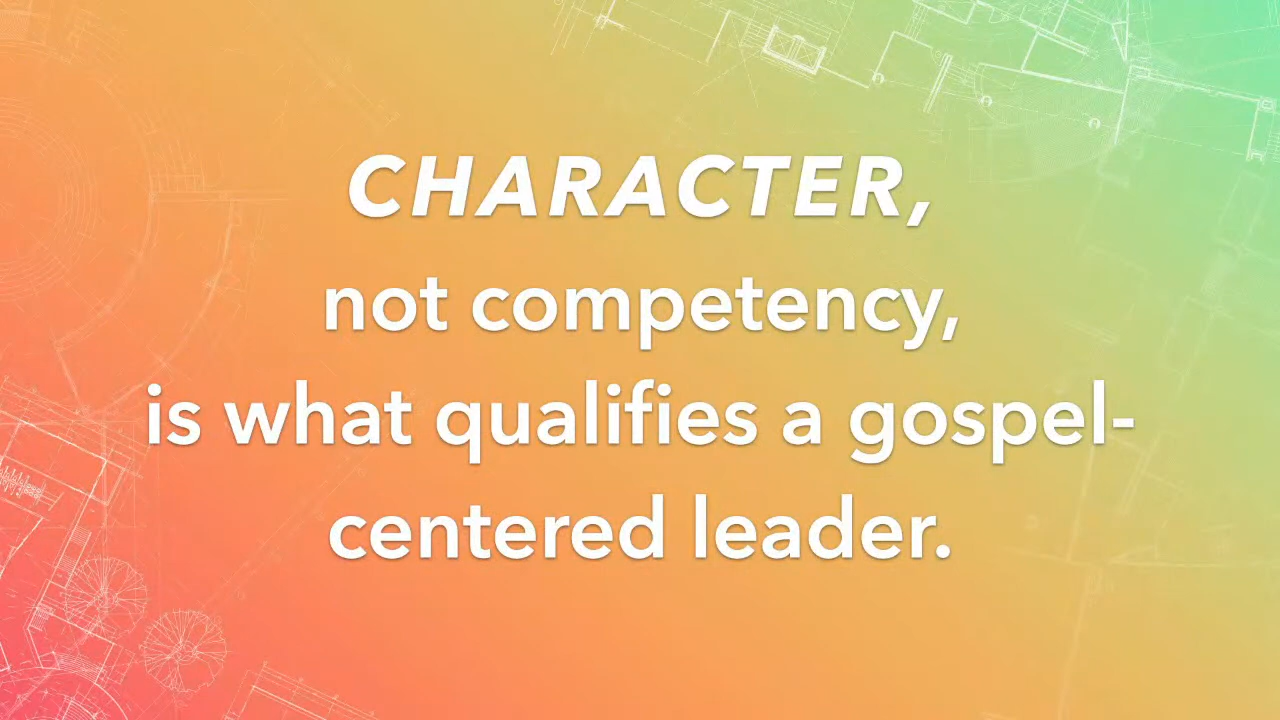 CHARACTER,
not competency,
is what qualifies a gospel-
centered leader.